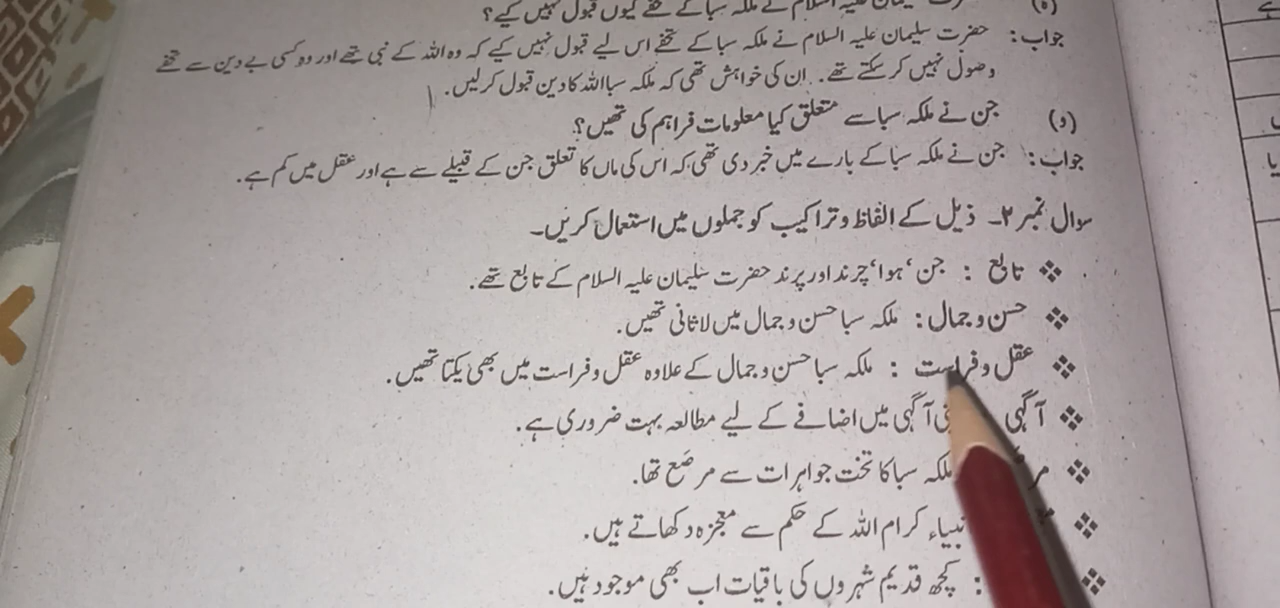 (ہ) علیہ السلام نے ملکہ سبا کے تحفے کیوں قبول نہیں کیے؟
جواب: حضرت سلیمان علیہ السلام نے ملکہ سبا کے تحفے اس لیے قبول نہیں کیے کہ وہ اللہ کے نبی تھے اور وہ کسی بے دین سے تحفے
وصول نہیں کر سکتے تھے۔ ان کی خواہش تھی کہ ملکہ سبا اللہ کا دین قبول کر لیں۔
(و) جن نے ملکہ سبا سے متعلق کیا معلومات فراہم کی تھیں؟
جواب: جن نے ملکہ سبا کے بارے میں خبر دی تھی کہ اس کی ماں کا تعلق جن کے قبیلے سے ہے اور عقل میں کم ہے۔
سوال نمبر ۲۔ ذیل کے الفاظ و تراکیب کو جملوں میں استعمال کریں۔
❖ تابع : جن، ہوا، چرند اور پرند حضرت سلیمان علیہ السلام کے تابع تھے۔
❖ حسن و جمال: ملکہ سبا حسن و جمال میں لاثانی تھیں۔
❖ عقل و فراست : ملکہ سبا حسن و جمال کے علاوہ عقل و فراست میں بھی یکتا تھیں۔
❖ آگہی آگہی میں اضافے کے لیے مطالعہ بہت ضروری ہے۔
❖ ملکہ سبا کا تخت جواہرات سے مرصّع تھا۔
❖ انبیاء کرام اللہ کے حکم سے معجزہ دکھاتے ہیں۔
❖ : کچھ قدیم شہروں کی باقیات اب بھی موجود ہیں۔